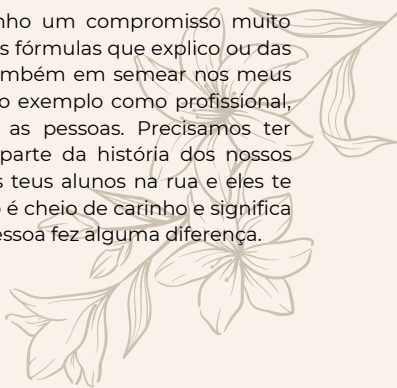 nho um compromisso muito
s fórmulas que explico ou das
ambém em semear nos meus
o exemplo como profissional,
as pessoas. Precisamos ter
parte da história dos nossos
s teus alunos na rua e eles te
é cheio de carinho e significa
essoa fez alguma diferença.